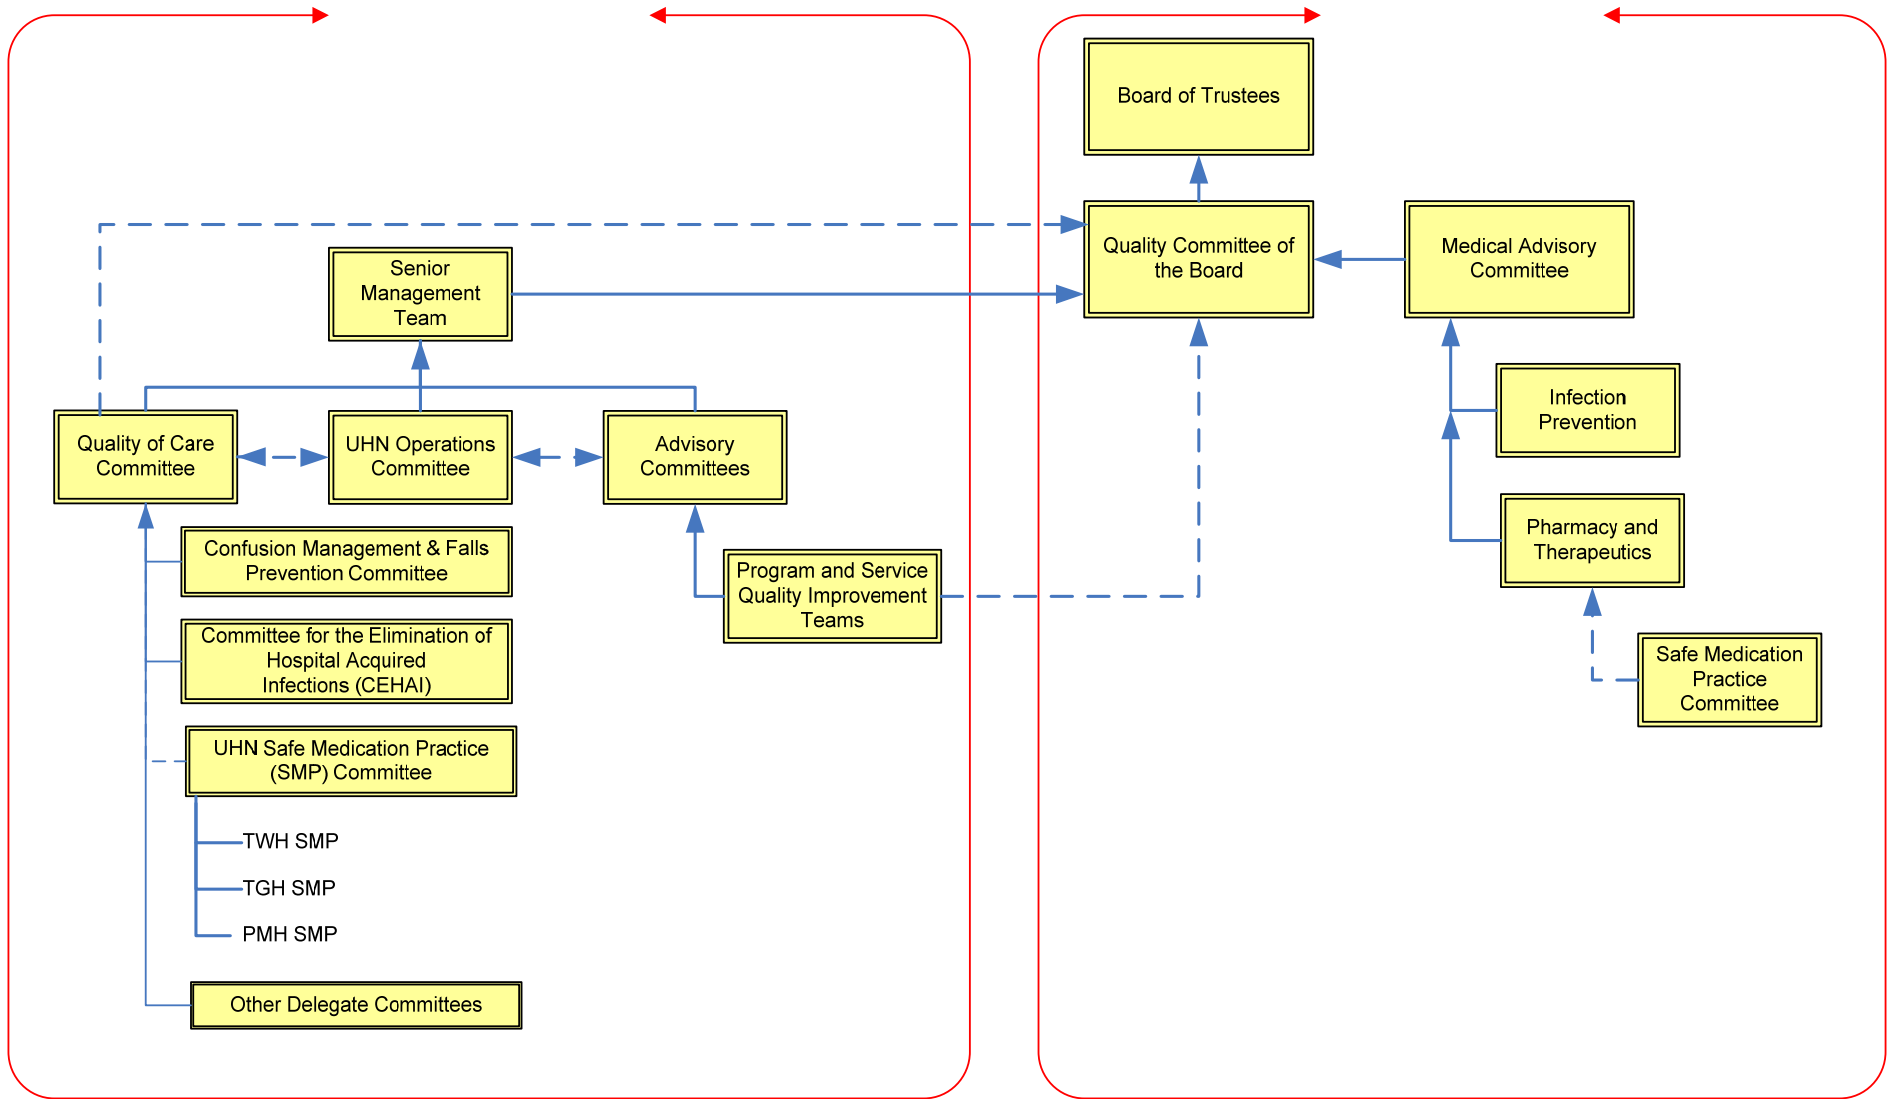 Board of Trustees
Quality Committee of
the Board
Medical Advisory
Committee
Senior
Management
Team
Quality of Care
Committee
UHN Operations
Committee
Advisory
Committees
Infection
Prevention
Pharmacy and
Therapeutics
Confusion Management & Falls
Prevention Committee
Program and Service
Quality Improvement
Teams
Committee for the Elimination of
Hospital Acquired
Infections (CEHAI)
Safe Medication
Practice
Committee
UHN Safe Medication Practice
(SMP) Committee
TWH SMP
TGH SMP
PMH SMP
Other Delegate Committees